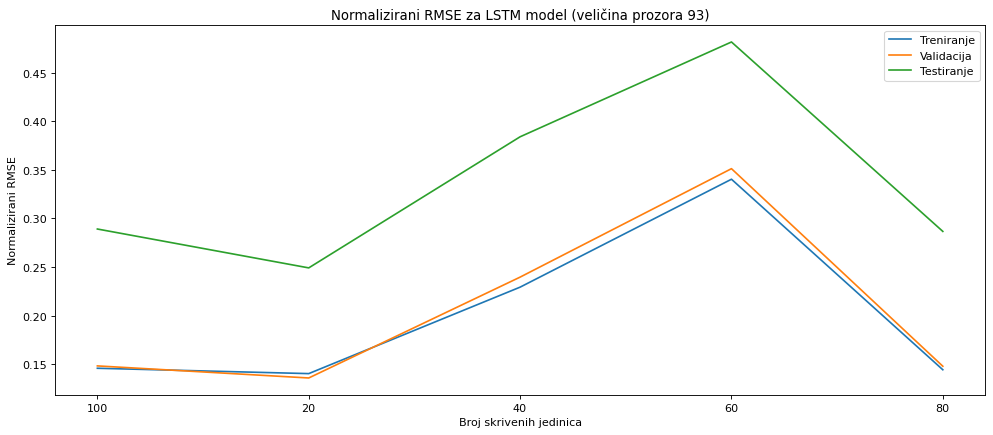 Normalizirani RMSE za LSTM model (veličina prozora 93)
Treniranje
Validacija
Testiranje
Normalizirani RMSE
0.45
0.40
0.35
0.30
0.25
0.20
0.15
100
20
40
60
80
Broj skrivenih jedinica